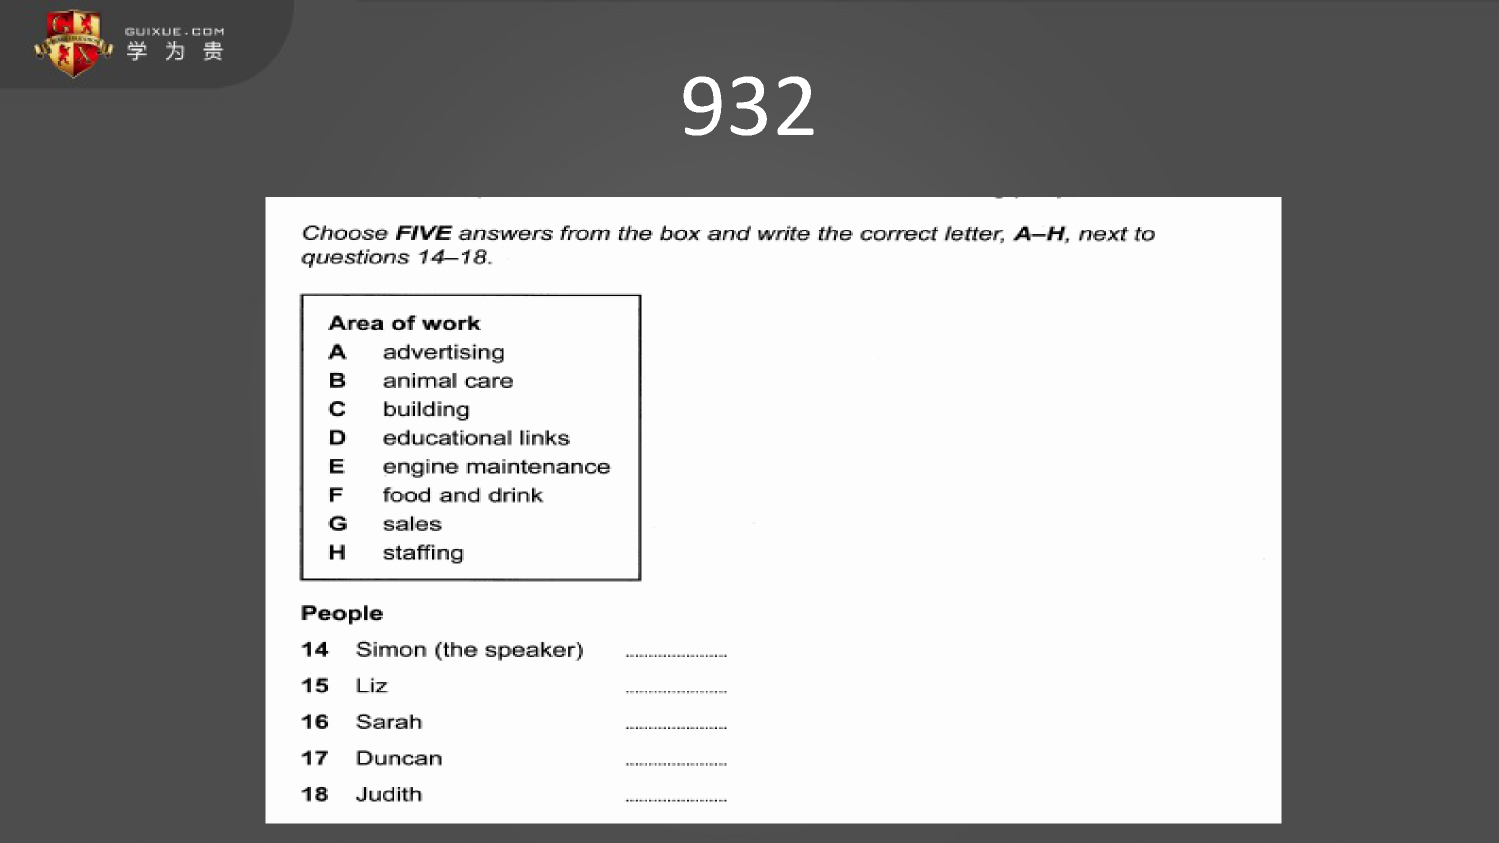 GUIXUE.COM
学为贵
932
Choose FIVE answers from the box and write the correct letter, A–H, next to
questions 14–18.
Area of work
A advertising
B animal care
C building
D educational links
E engine maintenance
F food and drink
G sales
H staffing
People
14 Simon (the speaker) ........................
15 Liz ........................
16 Sarah ........................
17 Duncan ........................
18 Judith ........................